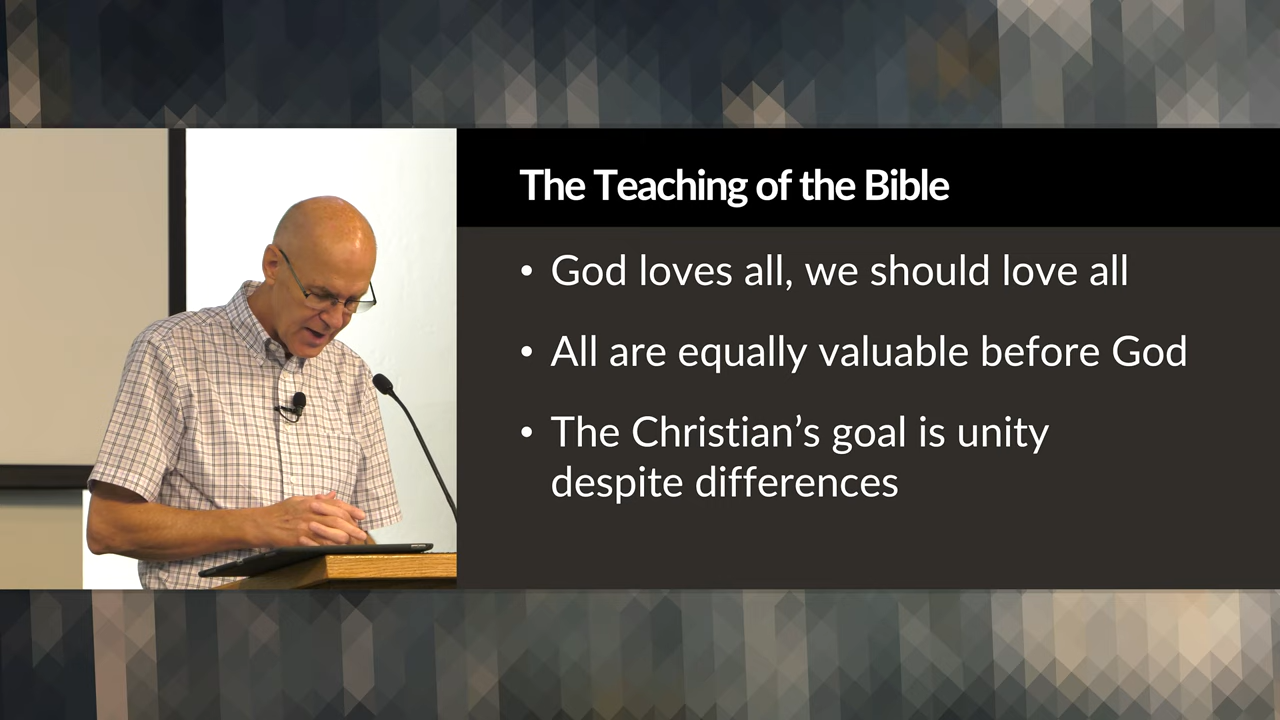 The Teaching of the Bible
• God loves all, we should love all
• All are equally valuable before God
• The Christian’s goal is unity
despite differences